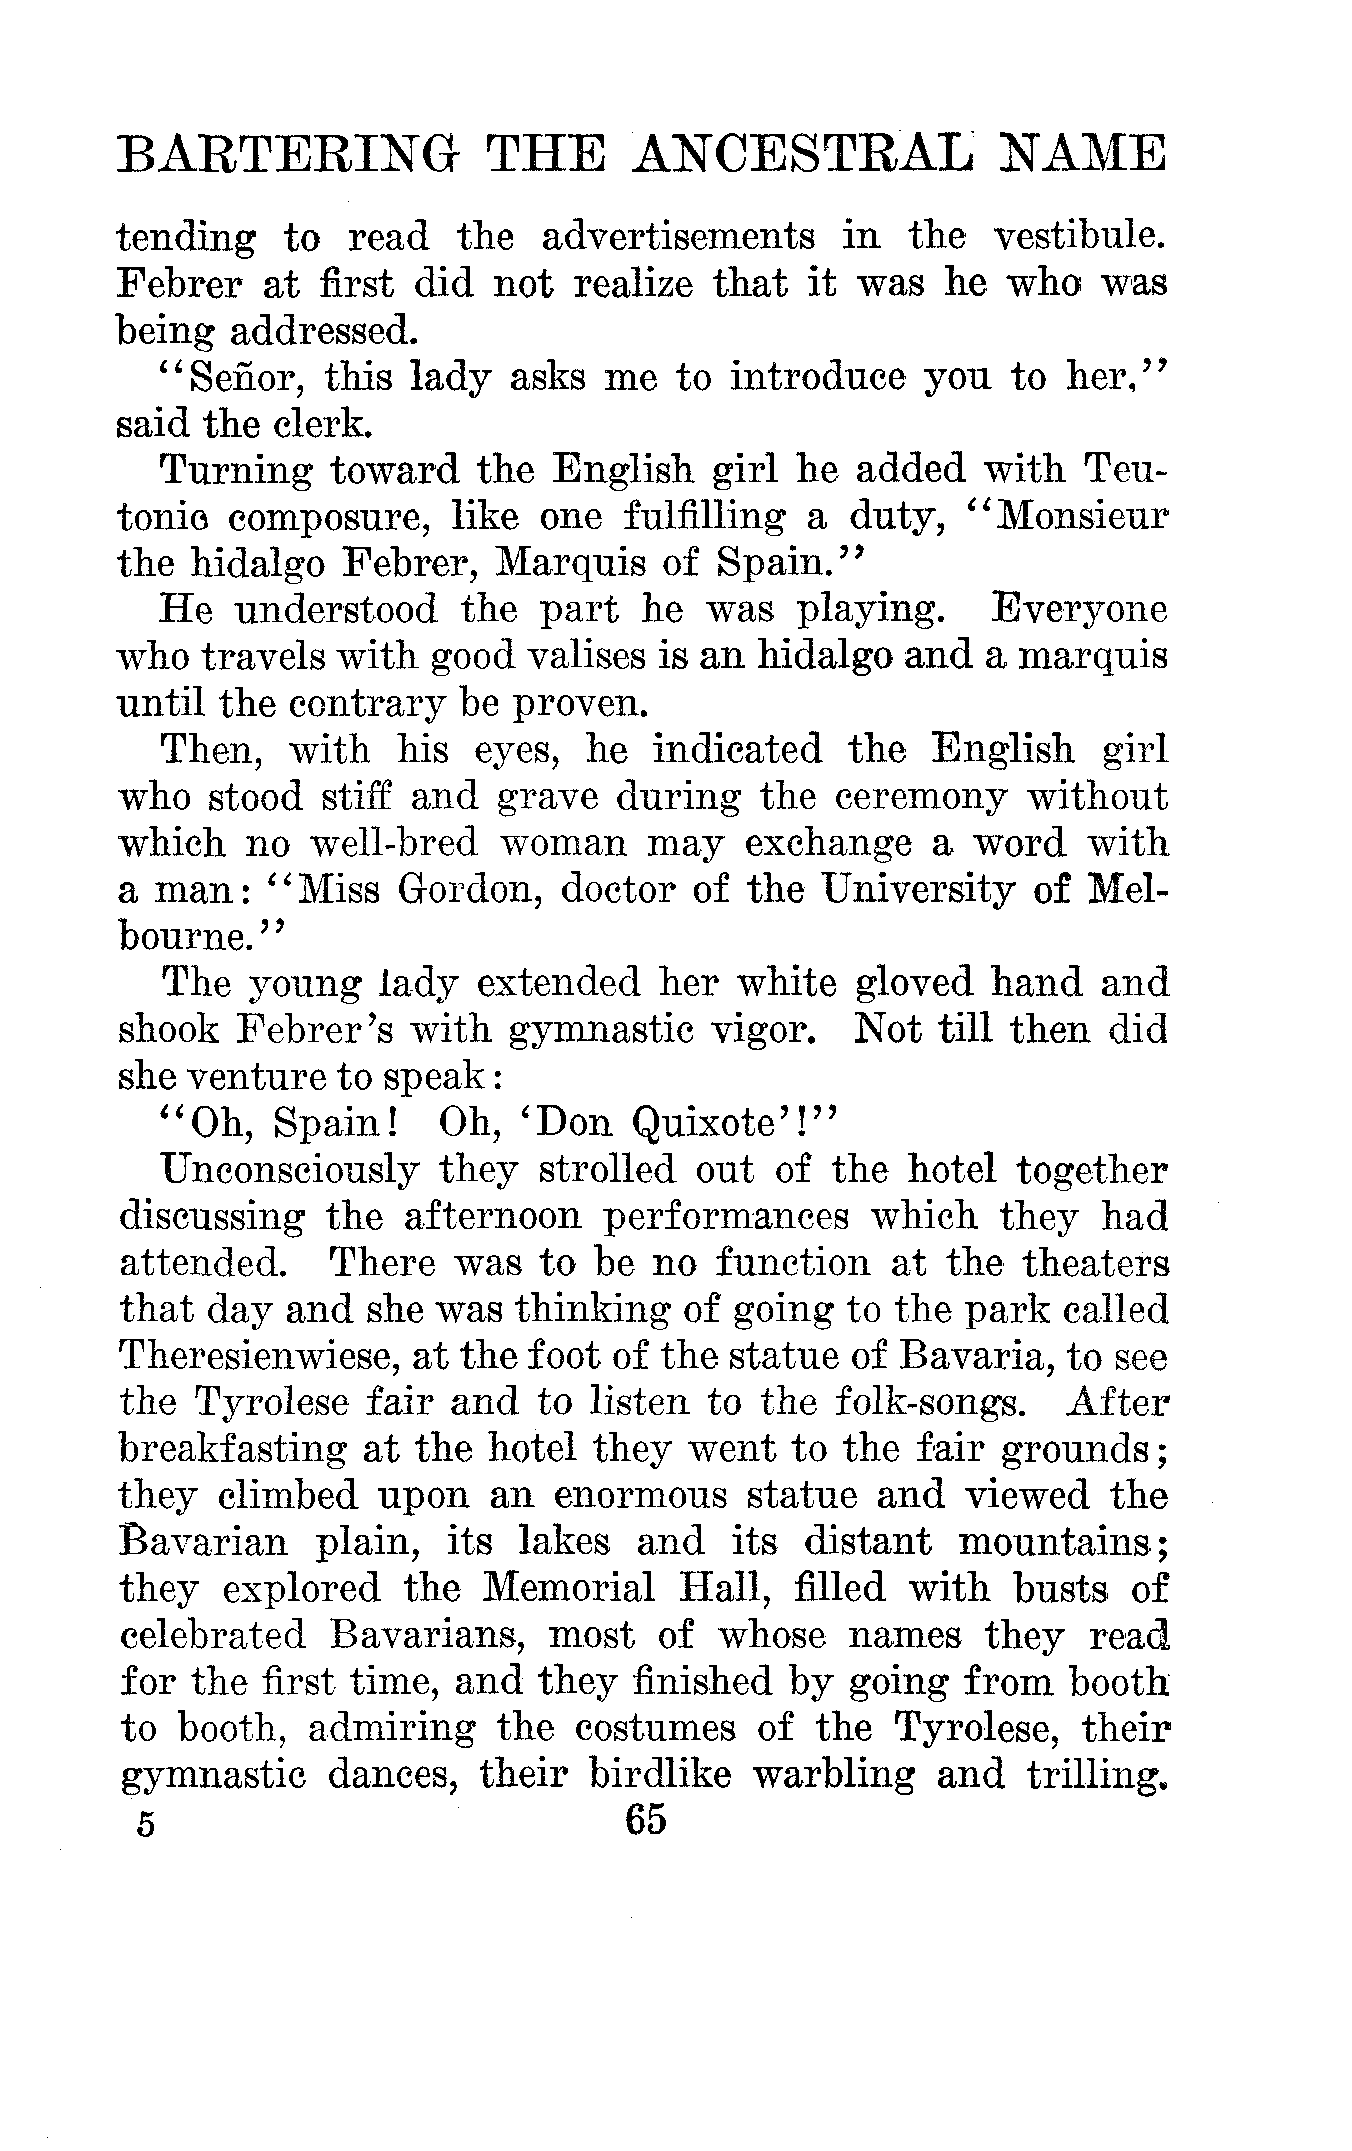 BARTERING THE ANCESTRAL NAME
tending to read the advertisements in the vestibule.
Febrer at first did not realize that it was he who was
being addressed.
“Señor, this lady asks me to introduce you to her,”
said the clerk.
Turning toward the English girl he added with Teu-
tonic composure, like one fulfilling a duty, “Monsieur
the hidalgo Febrer, Marquis of Spain.”
He understood the part he was playing. Everyone
who travels with good valises is an hidalgo and a marquis
until the contrary be proven.
Then, with his eyes, he indicated the English girl
who stood stiff and grave during the ceremony without
which no well-bred woman may exchange a word with
a man: “Miss Gordon, doctor of the University of Mel-
bourne.”
The young lady extended her white gloved hand and
shook Febrer’s with gymnastic vigor. Not till then did
she venture to speak:
“Oh, Spain! Oh, ‘Don Quixote’!”
Unconsciously they strolled out of the hotel together
discussing the afternoon performances which they had
attended. There was to be no function at the theaters
that day and she was thinking of going to the park called
Theresienwiese, at the foot of the statue of Bavaria, to see
the Tyrolese fair and to listen to the folk-songs. After
breakfasting at the hotel they went to the fair grounds;
they climbed upon an enormous statue and viewed the
Bavarian plain, its lakes and its distant mountains;
they explored the Memorial Hall, filled with busts of
celebrated Bavarians, most of whose names they read
for the first time, and they finished by going from booth
to booth, admiring the costumes of the Tyrolese, their
gymnastic dances, their birdlike warbling and trilling.
5 65